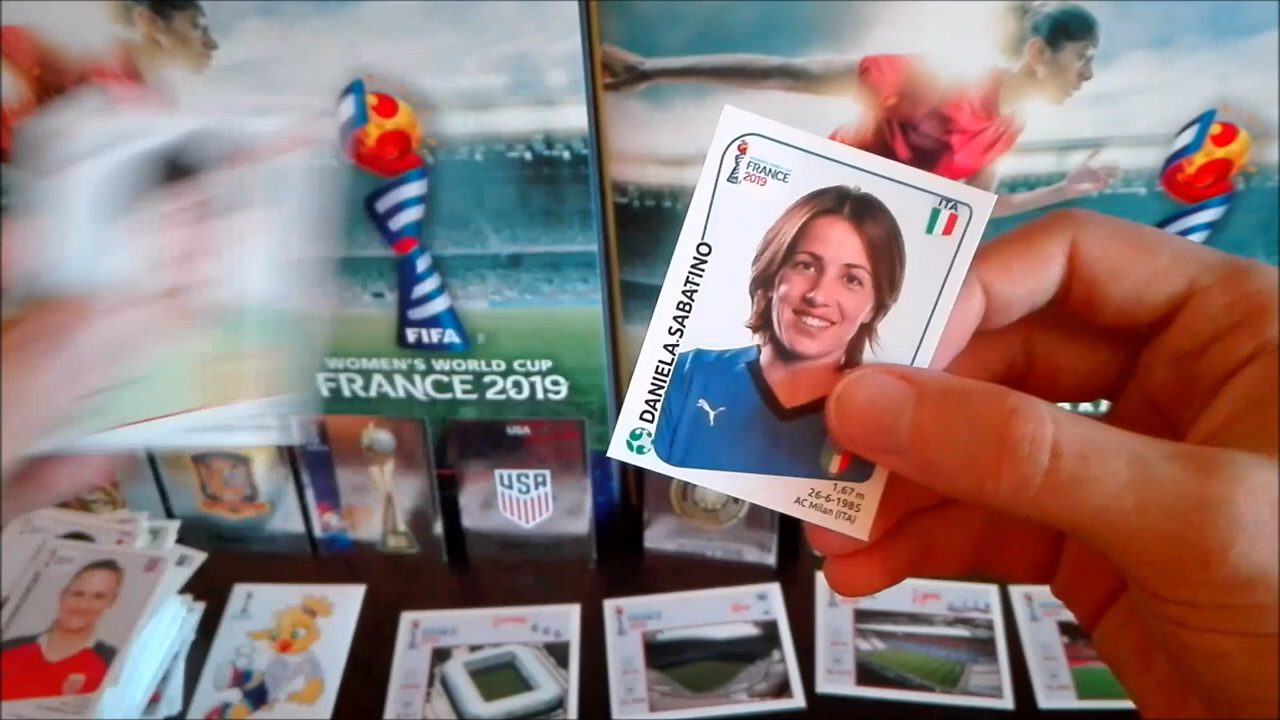 FIFA
WOMEN'S WORLD CUP
FRANCE 2019
FRANCE
2019
ITA
DANIELA SABATINO
1,67 m
26-6-1985
AC Milan (ITA)
USA
USA